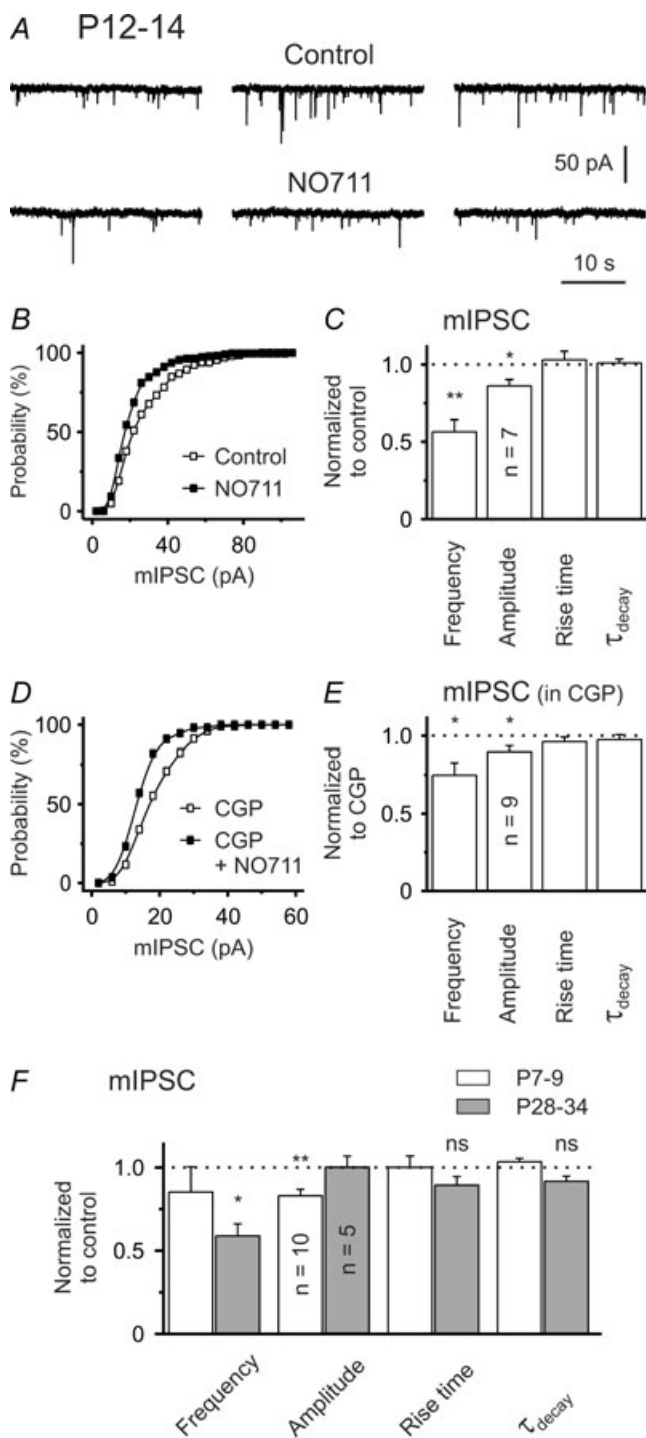 A P12-14
Control
50 pA
NO711
10 s
B
Probability (%)
100
50
0
Control
NO711
0 40 80
mIPSC (pA)
C mIPSC
Normalized
to control
1.0
0.5
0
**
*
n = 7
Frequency
Amplitude
Rise time
τdecay
D
Probability (%)
100
50
0
CGP
CGP
+ NO711
0 20 40 60
mIPSC (pA)
E mIPSC (in CGP)
Normalized
to CGP
1.0
0.5
0
*
*
n = 9
Frequency
Amplitude
Rise time
τdecay
F mIPSC
P7-9
P28-34
Normalized
to control
1.0
0.5
0
*
**
ns
ns
n = 10
n = 5
Frequency
Amplitude
Rise time
τdecay